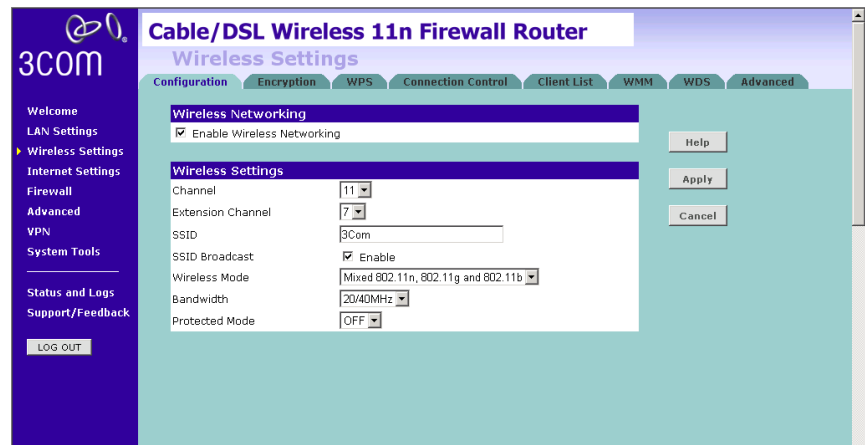 3COM
Cable/DSL Wireless 11n Firewall Router
Wireless Settings
Configuration Encryption WPS Connection Control Client List WMM WDS Advanced
Welcome
LAN Settings
Wireless Settings
Internet Settings
Firewall
Advanced
VPN
System Tools
Status and Logs
Support/Feedback
LOG OUT
Wireless Networking
Enable Wireless Networking
Wireless Settings
Channel 11
Extension Channel 7
SSID 3Com
SSID Broadcast Enable
Wireless Mode Mixed 802.11n, 802.11g and 802.11b
Bandwidth 20/40MHz
Protected Mode OFF
Help
Apply
Cancel